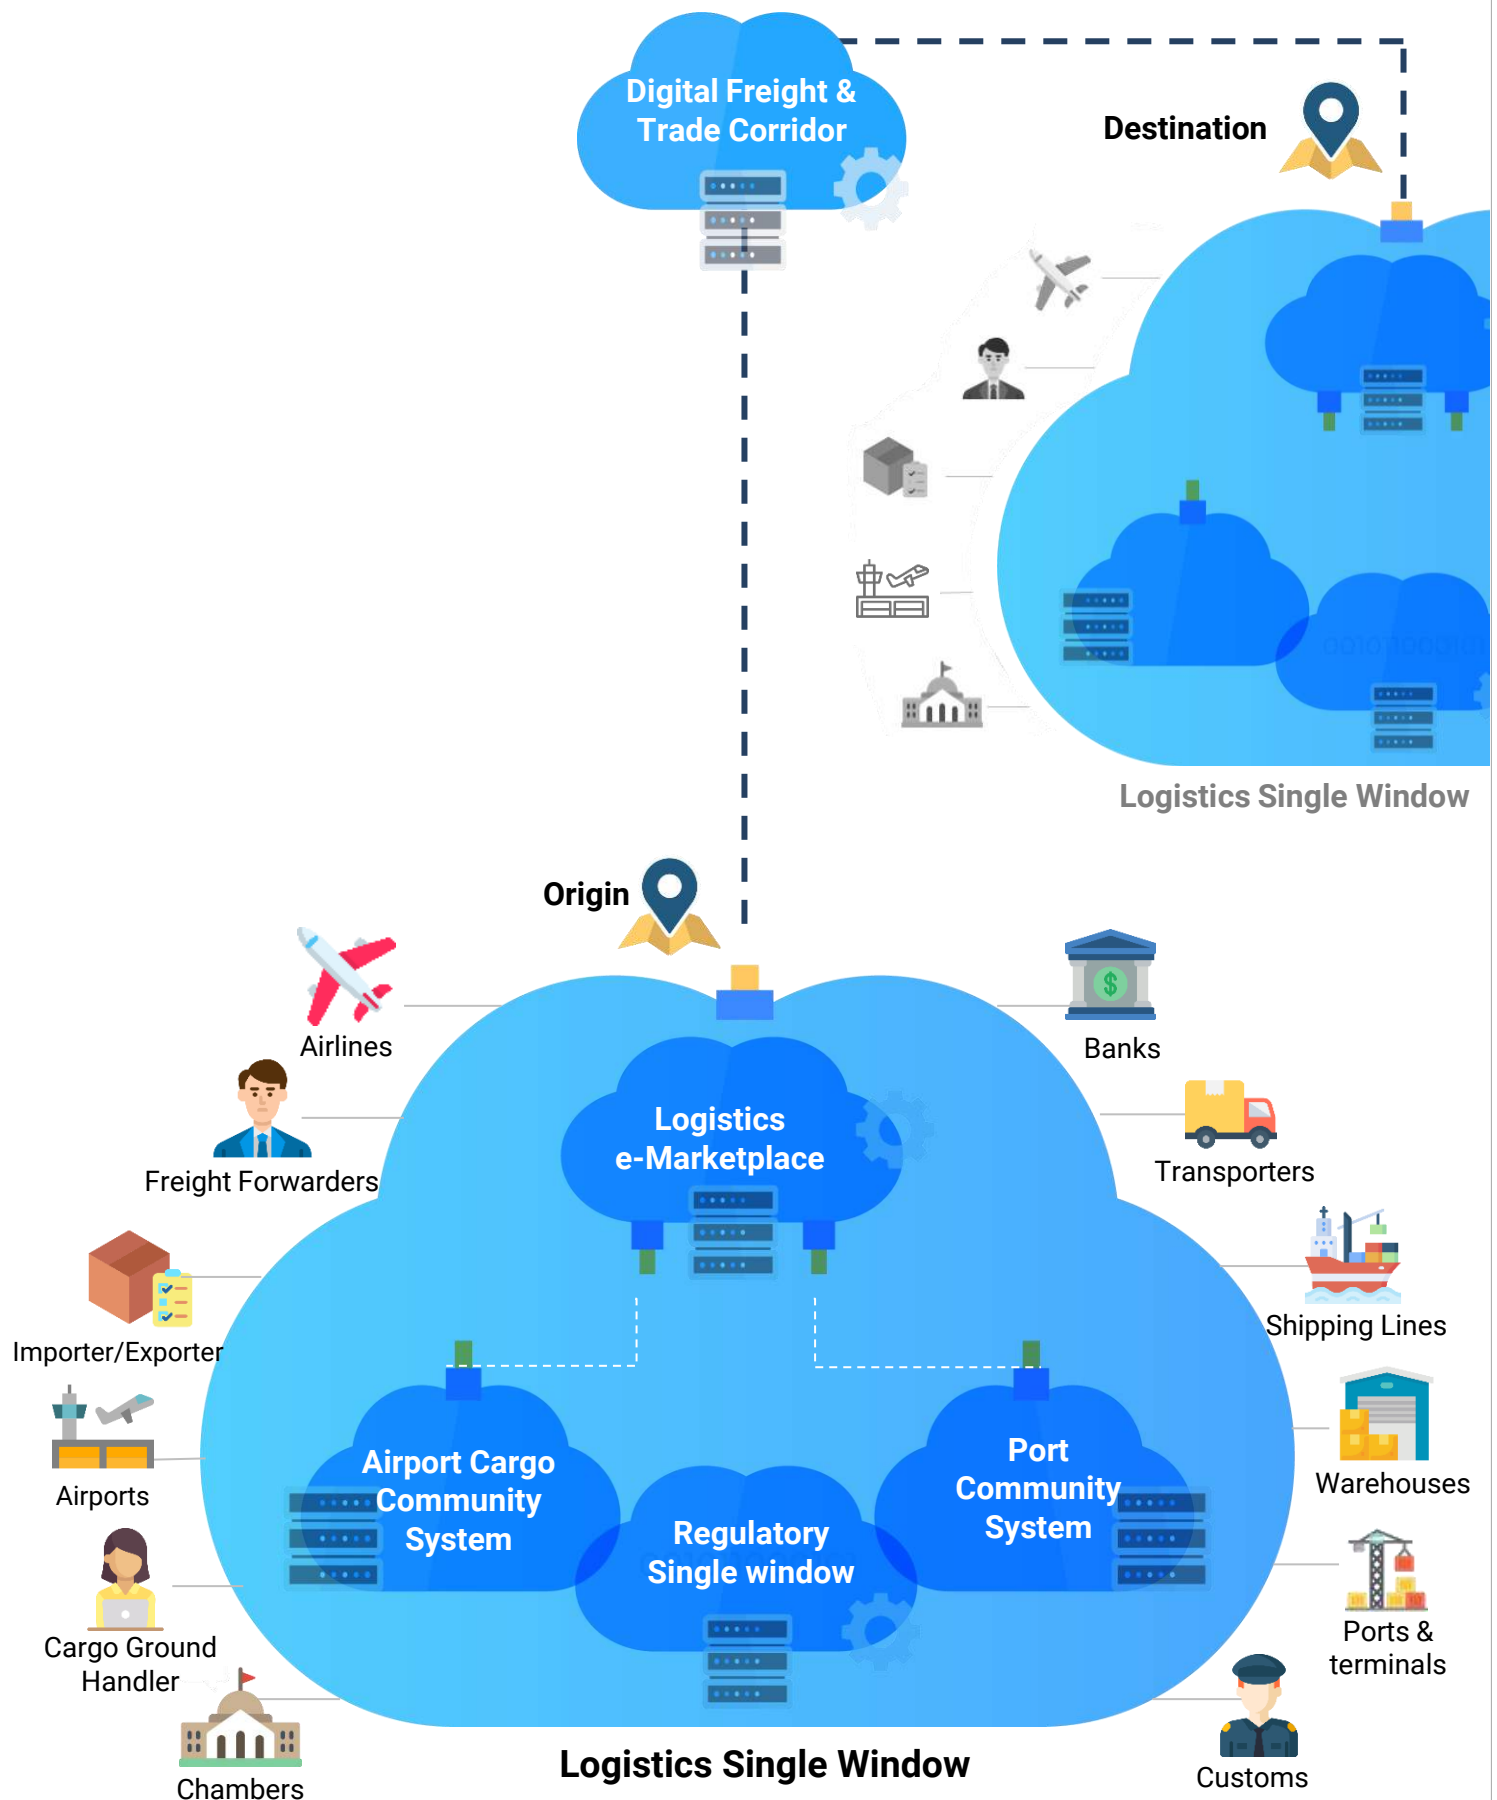 Digital Freight &
Trade Corridor
Destination
Logistics Single Window
Origin
Airlines
Banks
Freight Forwarders
Logistics
e-Marketplace
Transporters
Importer/Exporter
Shipping Lines
Airports
Airport Cargo
Community
System
Port
Community
System
Warehouses
Regulatory
Single window
Cargo Ground
Handler
Ports &
terminals
Chambers
Logistics Single Window
Customs